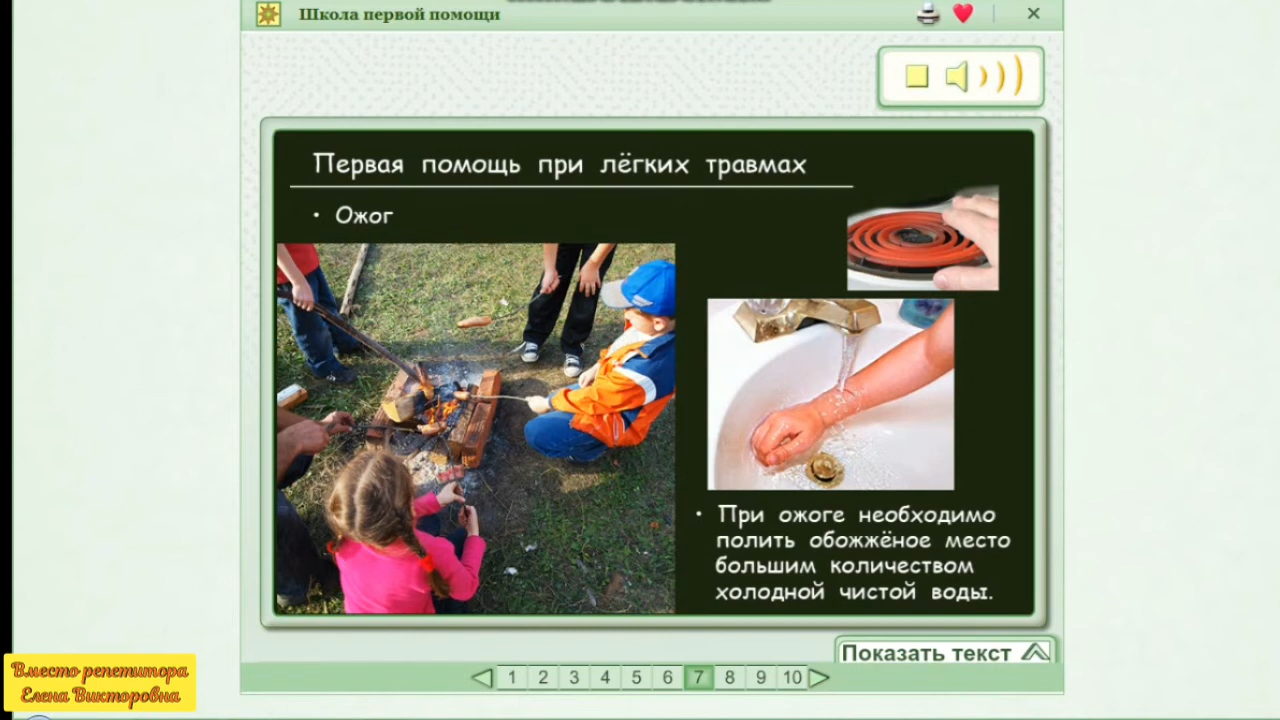 Школа первой помощи
Первая помощь при лёгких травмах
• Ожог
• При ожоге необходимо
полить обожжёное место
большим количеством
холодной чистой воды.
Показать текст
1 2 3 4 5 6 7 8 9 10
Вместо репетитора
Елена Викторовна